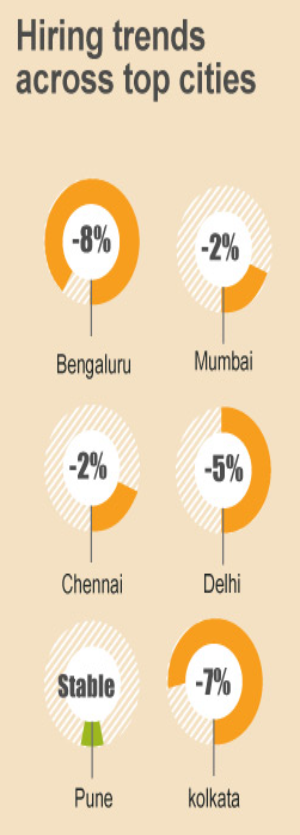 Hiring trends
across top cities
-8%
-2%
Bengaluru
Mumbai
-2%
-5%
Chennai
Delhi
Stable
-7%
Pune
kolkata